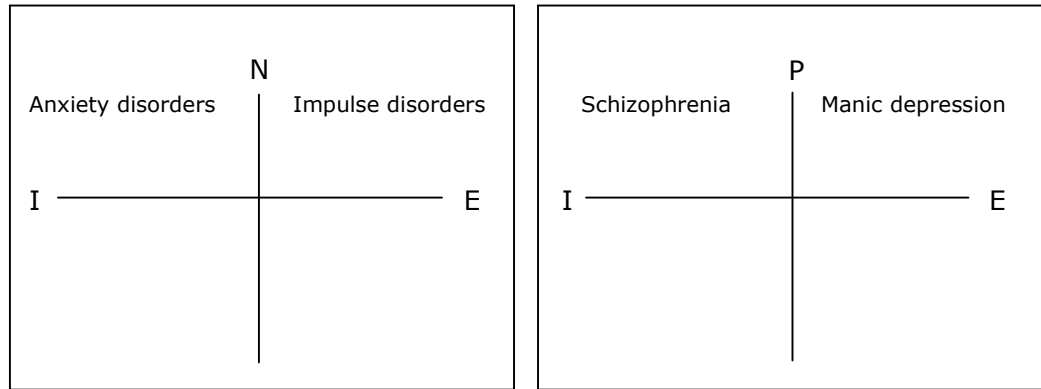 N
Anxiety disorders
Impulse disorders
I
E
P
Schizophrenia
Manic depression
I
E